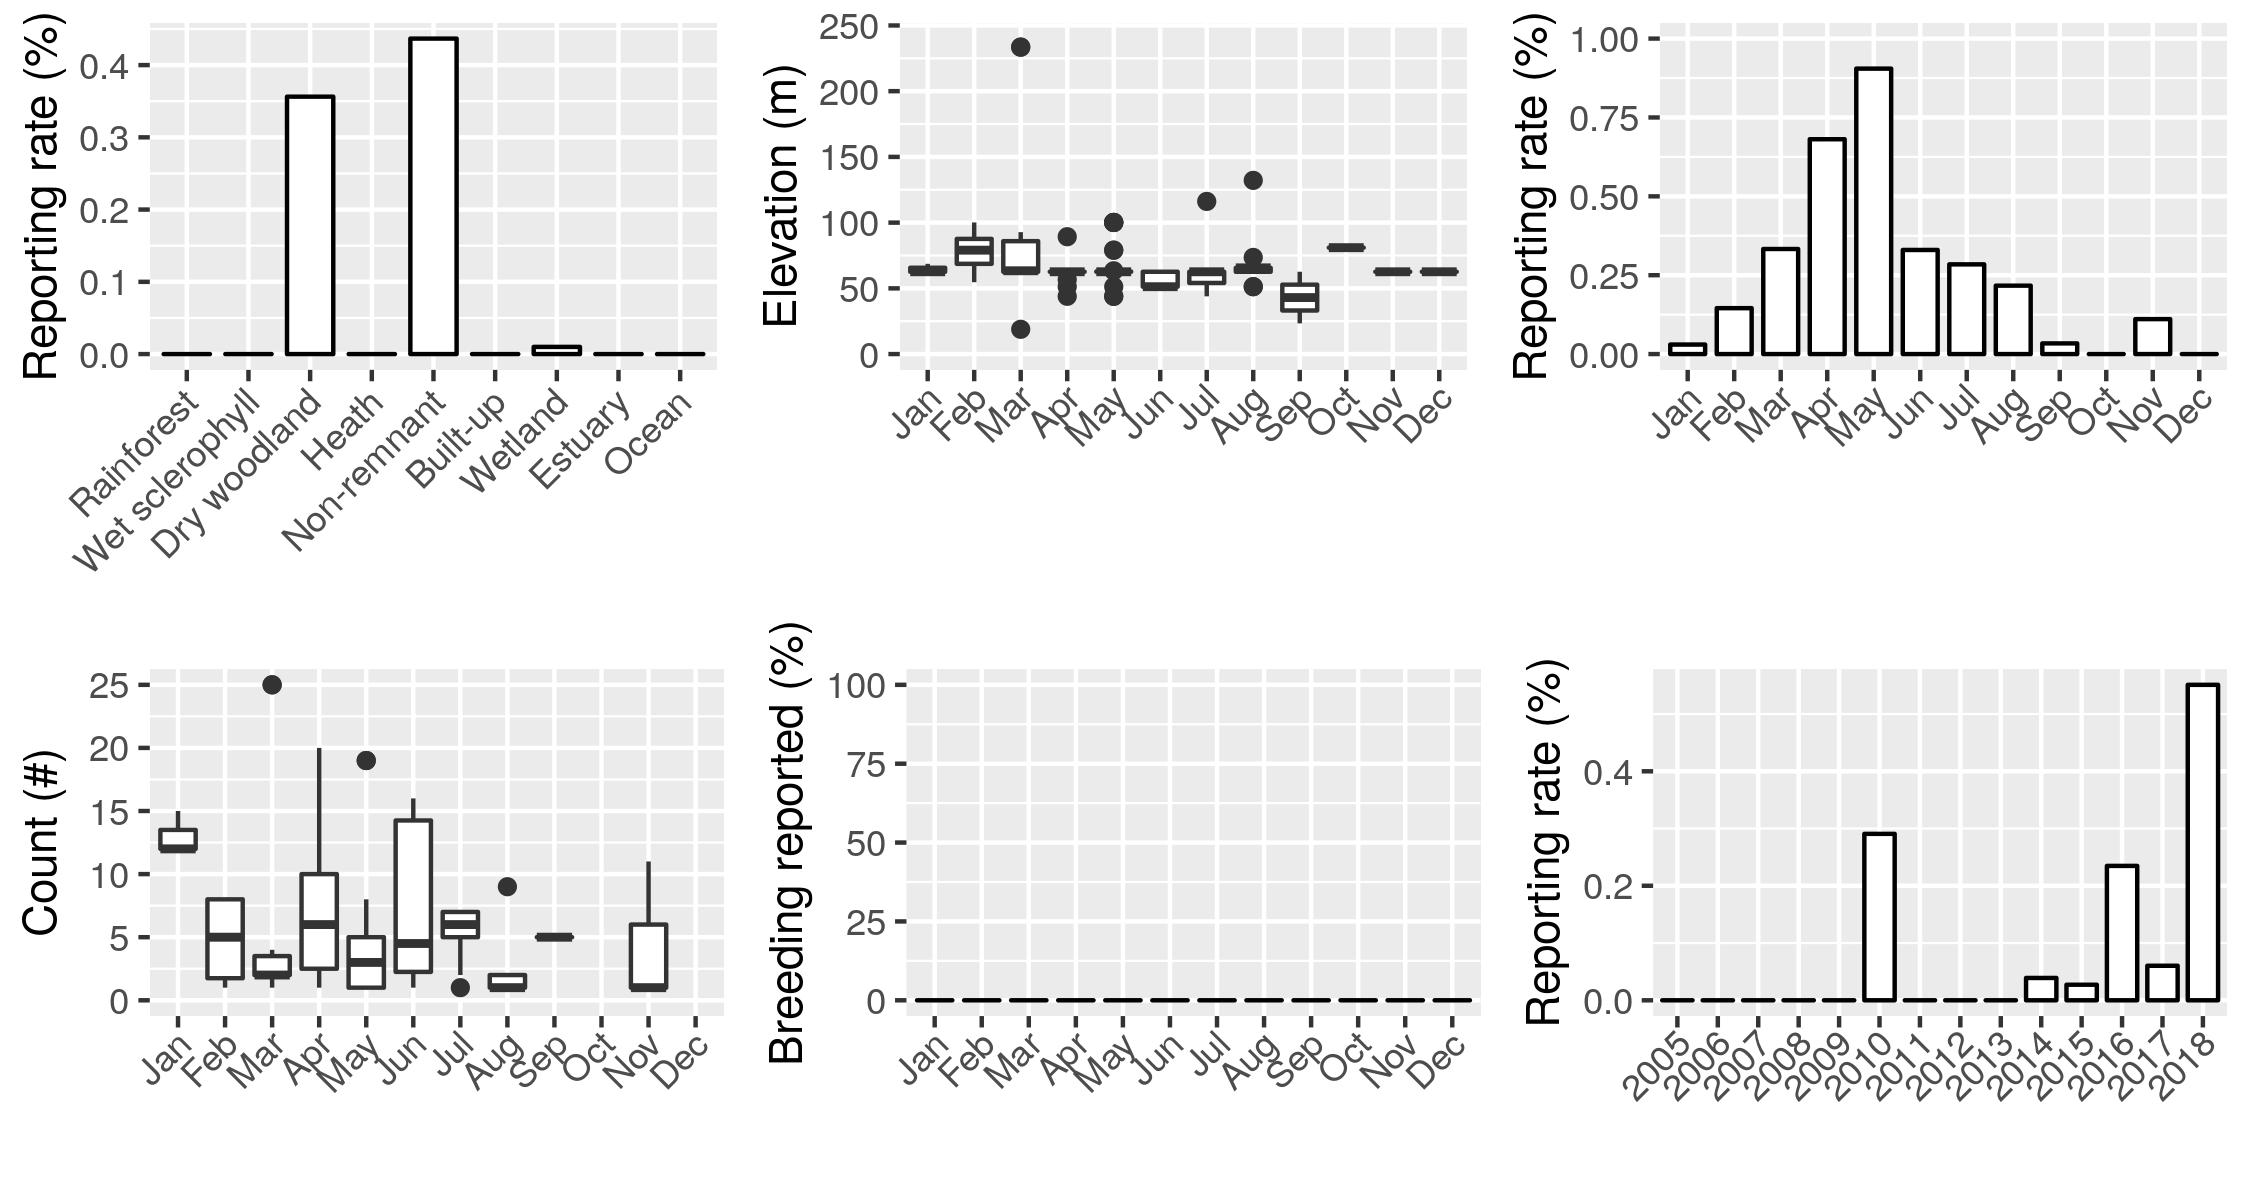 Reporting rate (%)
0.4
0.3
0.2
0.1
0.0
Rainforest
Wet sclerophyll
Dry woodland
Heath
Non-remnant
Built-up
Wetland
Estuary
Ocean
Elevation (m)
250
200
150
100
50
0
Jan
Feb
Mar
Apr
May
Jun
Jul
Aug
Sep
Oct
Nov
Dec
Reporting rate (%)
1.00
0.75
0.50
0.25
0.00
Jan
Feb
Mar
Apr
May
Jun
Jul
Aug
Sep
Oct
Nov
Dec
Count (#)
25
20
15
10
5
0
Jan
Feb
Mar
Apr
May
Jun
Jul
Aug
Sep
Oct
Nov
Dec
Breeding reported (%)
100
75
50
25
0
Jan
Feb
Mar
Apr
May
Jun
Jul
Aug
Sep
Oct
Nov
Dec
Reporting rate (%)
0.4
0.2
0.0
2005
2006
2007
2008
2009
2010
2011
2012
2013
2014
2015
2016
2017
2018